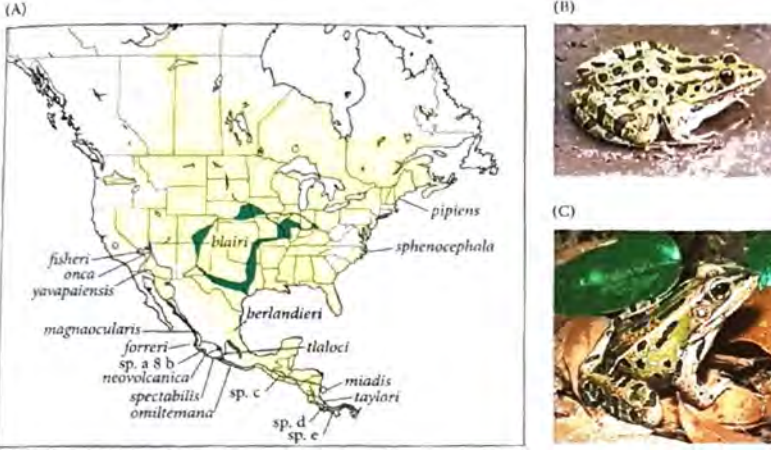 (A)
(B)
pipiens
(C)
blairi
sphenocephala
fisheri
onca
yavapaiensis
berlandieri
magnaocularis
forreri
tlaloci
sp. a 8 b
neovolcanica
spectabilis
omiltemana
sp. c
miadis
taylori
sp. d
sp. e